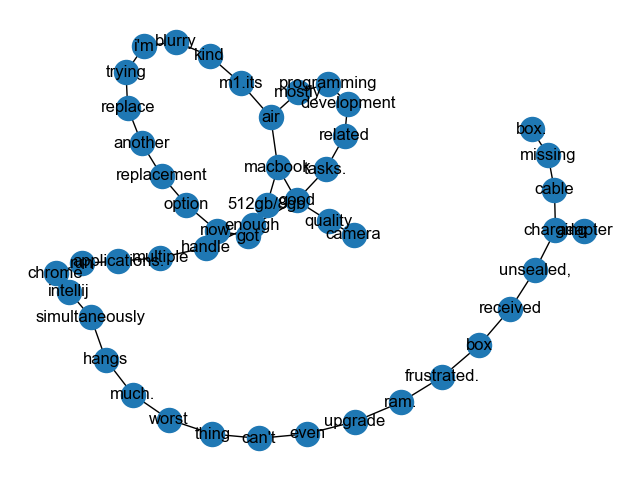 i'm
blurry
kind
trying
m1.its
programming
mostly
development
replace
air
box.
related
another
missing
macbook
tasks.
replacement
cable
option
512gb/8gb
good
quality
enough
now.
camera
got
charging
adapter
handle
multiple
applications.
run
chrome
unsealed,
intellij
simultaneously
received
box
hangs
frustrated.
much.
ram.
worst
upgrade
thing
can't
even